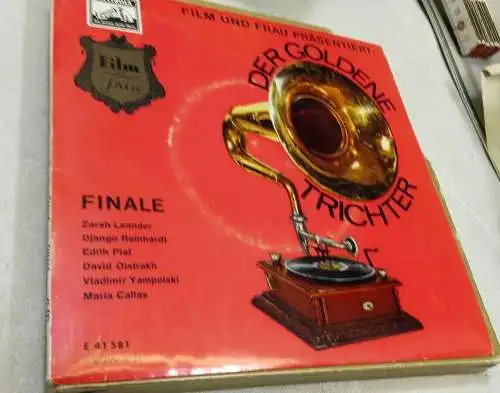 FILM UND FRAU PRÄSENTIERT:
Film
Frau
DER GOLDENE
TRICHTER
FINALE
Zarah Leander
Django Reinhardt
Edith Piaf
David Oistrakh
Vladimir Yampolski
Maria Callas
E 41 581